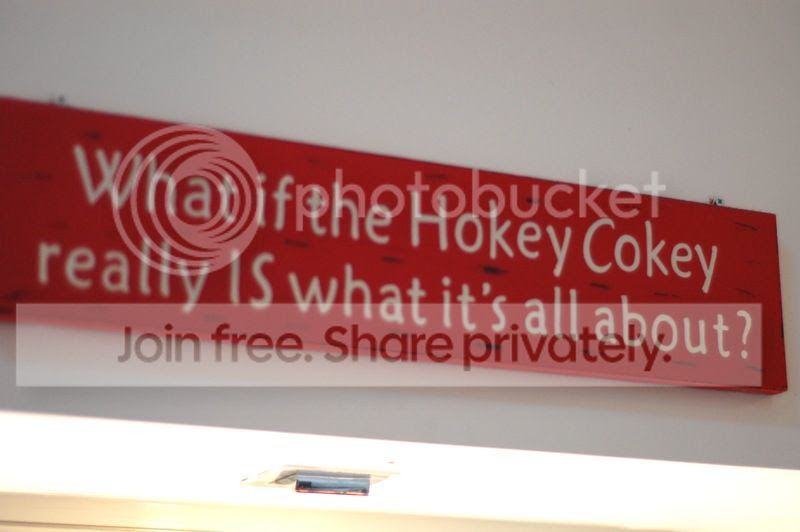 What if the Hokey Cokey
really IS what it's all about?
photobucket
Join free. Share privately.